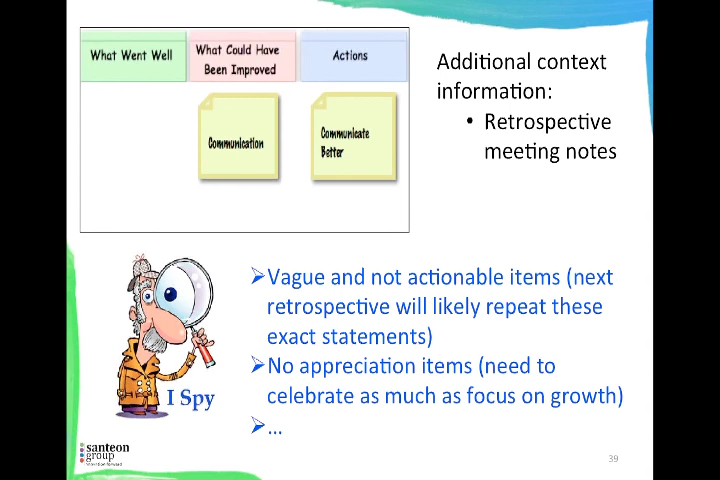 What Went Well
What Could Have
Been Improved
Actions
Communication
Communicate
Better
Additional context
information:
• Retrospective
meeting notes
I Spy
➢Vague and not actionable items (next
retrospective will likely repeat these
exact statements)
➢No appreciation items (need to
celebrate as much as focus on growth)
➢...
santeon
group
39